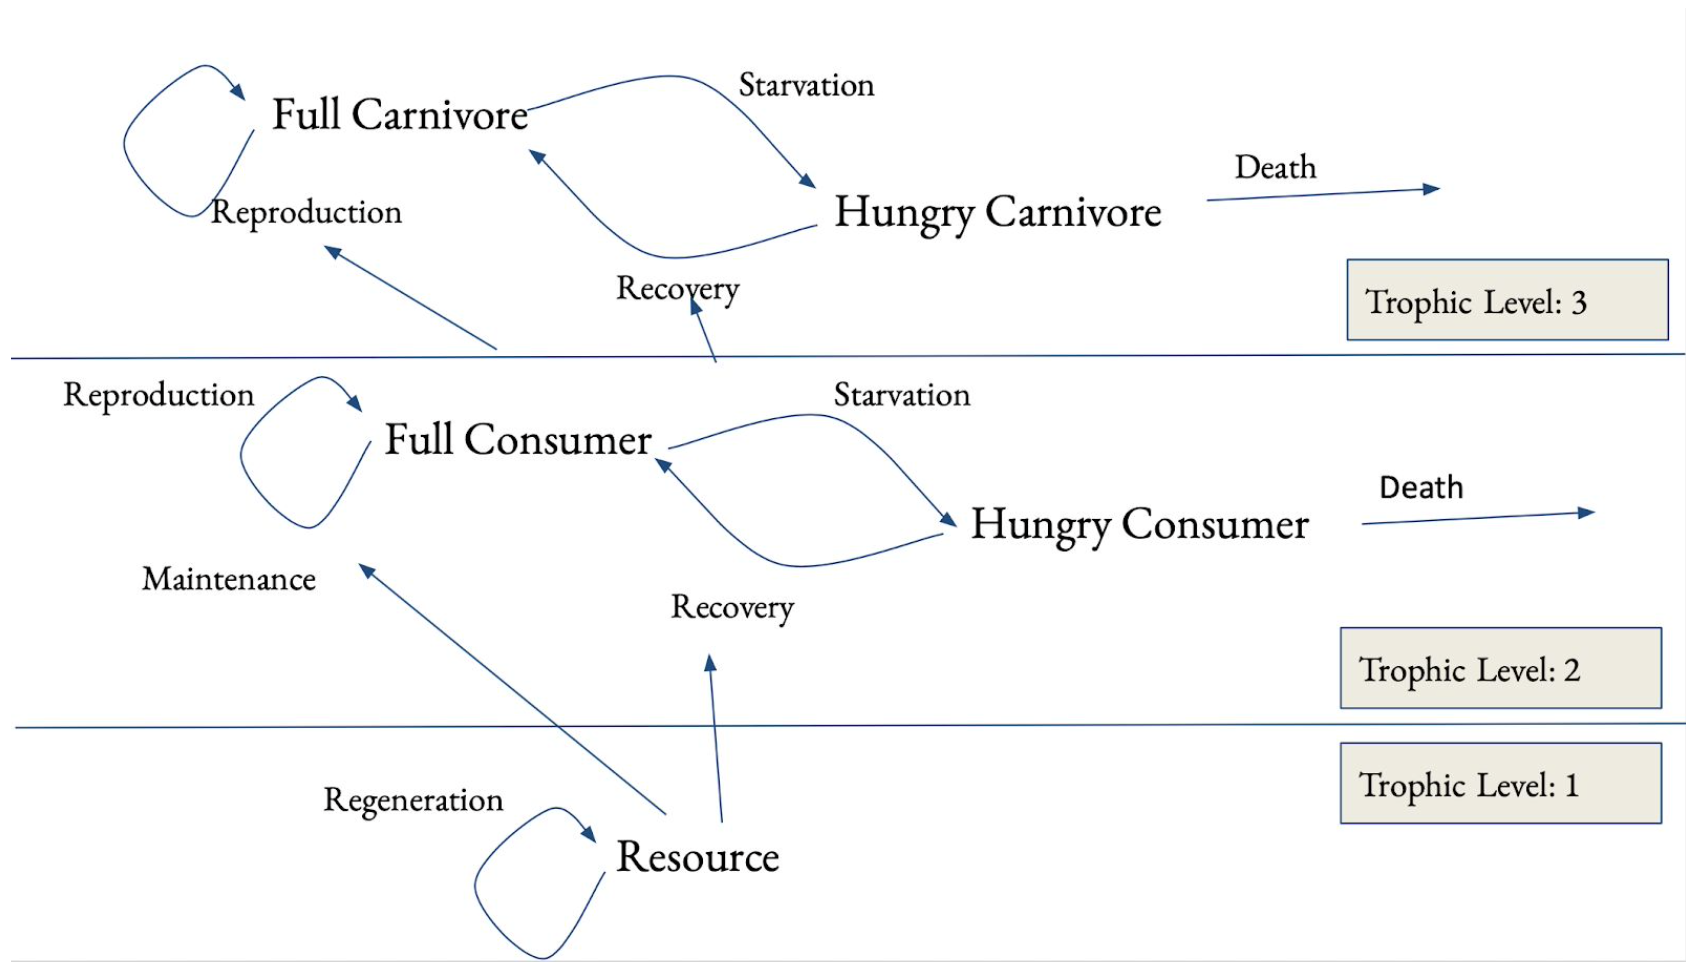 Starvation
Full Carnivore
Death
Reproduction
Hungry Carnivore
Recovery
Trophic Level: 3
Reproduction
Starvation
Full Consumer
Death
Hungry Consumer
Maintenance
Recovery
Trophic Level: 2
Trophic Level: 1
Regeneration
Resource